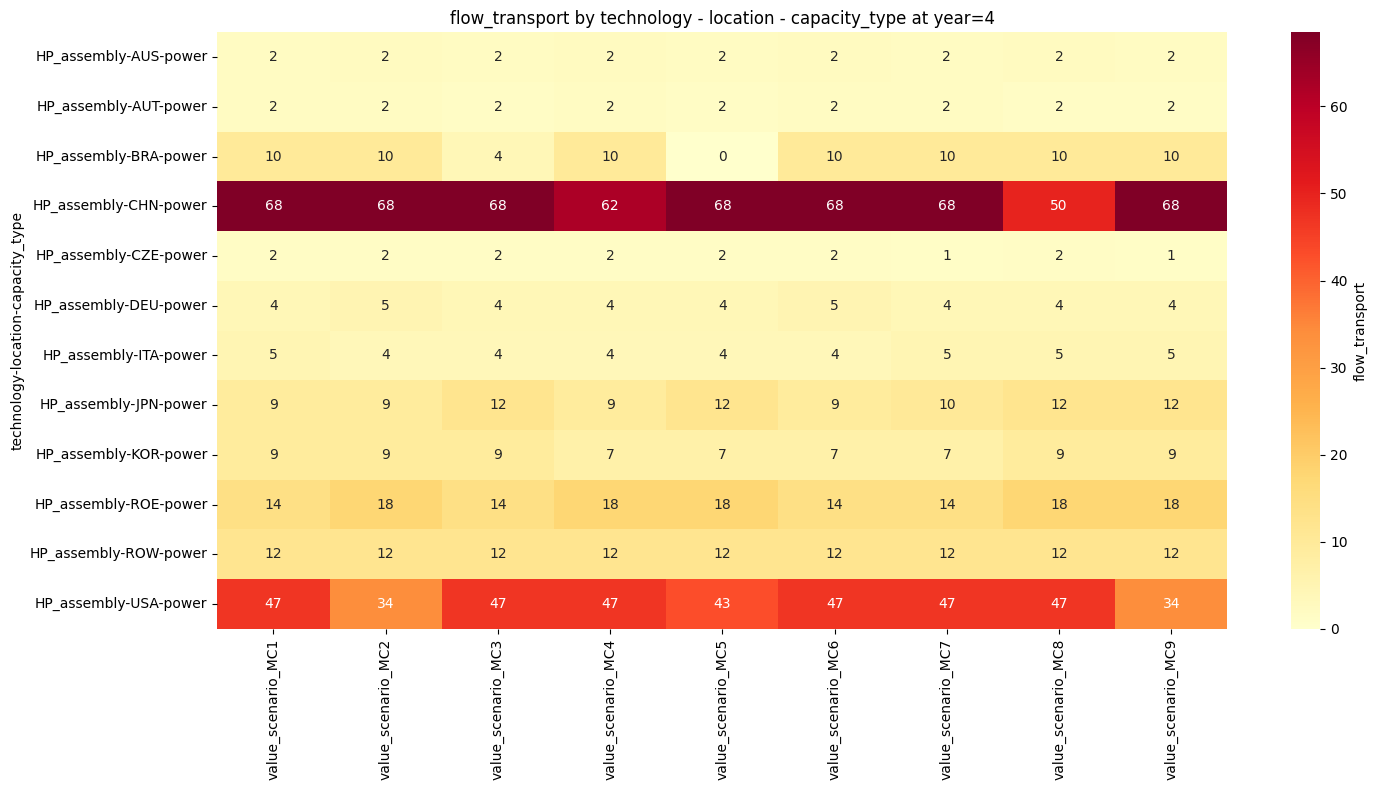 flow_transport by technology - location - capacity_type at year=4
technology-location-capacity_type
HP_assembly-AUS-power 2 2 2 2 2 2 2 2 2
HP_assembly-AUT-power 2 2 2 2 2 2 2 2 2
HP_assembly-BRA-power 10 10 4 10 0 10 10 10 10
HP_assembly-CHN-power 68 68 68 62 68 68 68 50 68
HP_assembly-CZE-power 2 2 2 2 2 2 1 2 1
HP_assembly-DEU-power 4 5 4 4 4 5 4 4 4
HP_assembly-ITA-power 5 4 4 4 4 4 5 5 5
HP_assembly-JPN-power 9 9 12 9 12 9 10 12 12
HP_assembly-KOR-power 9 9 9 7 7 7 7 9 9
HP_assembly-ROE-power 14 18 14 18 18 14 14 18 18
HP_assembly-ROW-power 12 12 12 12 12 12 12 12 12
HP_assembly-USA-power 47 34 47 47 43 47 47 47 34
value_scenario_MC1
value_scenario_MC2
value_scenario_MC3
value_scenario_MC4
value_scenario_MC5
value_scenario_MC6
value_scenario_MC7
value_scenario_MC8
value_scenario_MC9
60
50
40
30
20
10
0
flow_transport